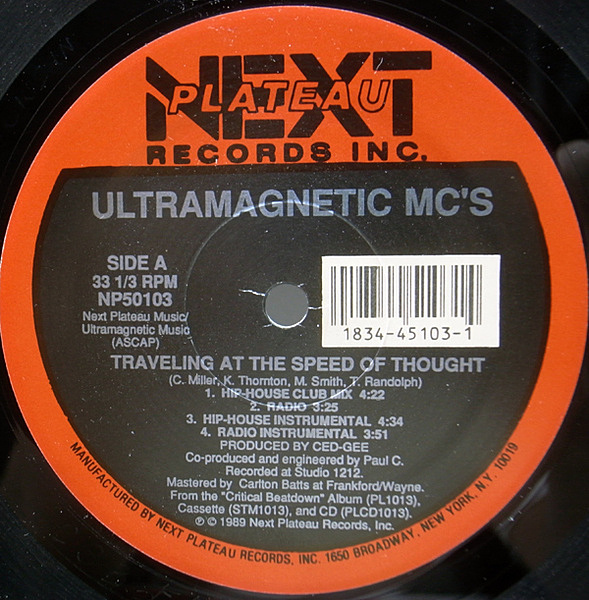 NEXT
PLATEAU
RECORDS INC.
ULTRAMAGNETIC MC'S
SIDE A
33 1/3 RPM
NP50103
Next Plateau Music/
Ultramagnetic Music
(ASCAP)
1834-45103-1
TRAVELING AT THE SPEED OF THOUGHT
(C. Miller, K. Thornton, M. Smith, T. Randolph)
1. HIP-HOUSE CLUB MIX 4:22
2. RADIO 3:25
3. HIP-HOUSE INSTRUMENTAL 4:34
4. RADIO INSTRUMENTAL 3:51
PRODUCED BY CED-GEE
Co-produced and engineered by Paul C.
Recorded at Studio 1212.
Mastered by Carlton Batts at Frankford/Wayne.
From the "Critical Beatdown" Album (PL1013),
Cassette (STM1013), and CD (PLCD1013).
℗ © 1989 Next Plateau Records, Inc.
MANUFACTURED BY NEXT PLATEAU RECORDS, INC. 1650 BROADWAY, NEW YORK, N.Y. 10019